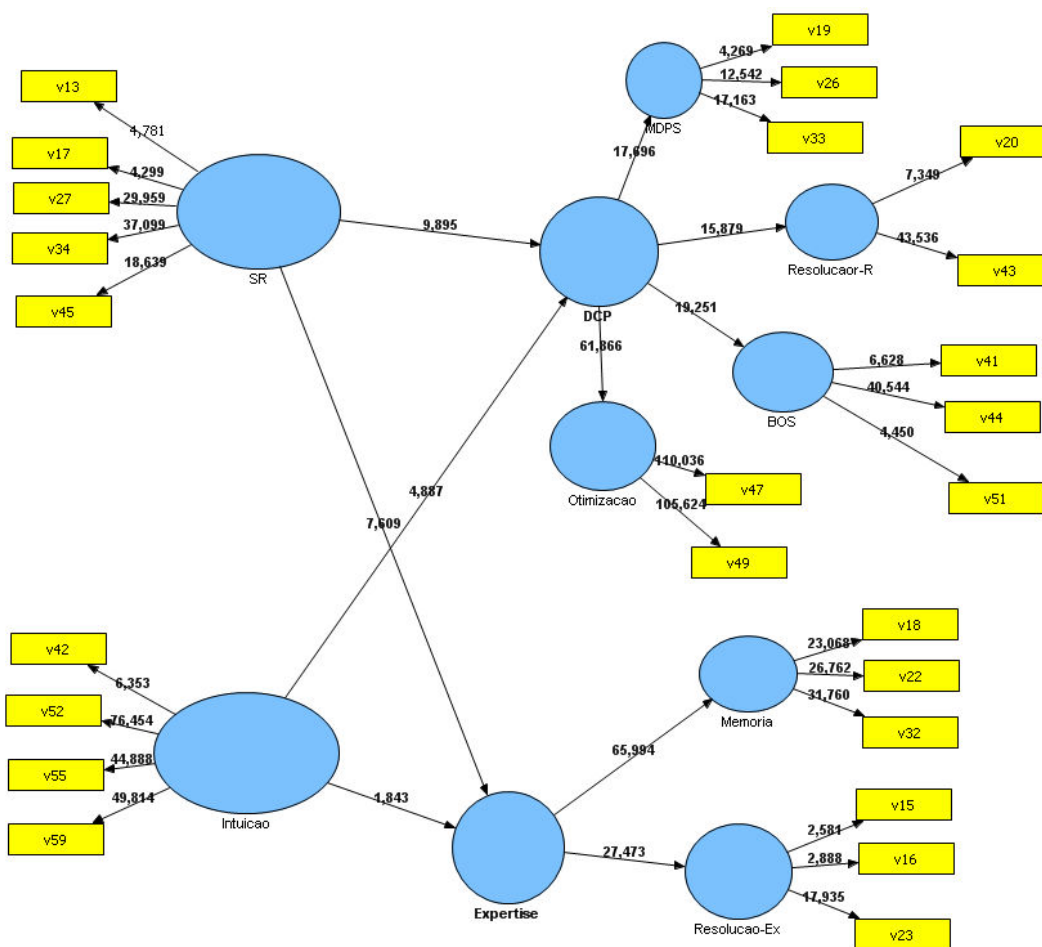 v19
4,269
v26
12,542
v33
17,163
MDPS
v13
4,781
v17
4,299
v27
29,959
v34
37,099
v45
18,639
SR
9,895
17,696
v20
7,349
v43
43,536
15,879
Resolucaor-R
DCP
19,251
61,866
v41
6,628
v44
40,544
v51
4,450
BOS
Otimizacao
110,036
v47
105,624
v49
4,887
7,609
v42
6,353
v52
76,454
v55
44,888
v59
49,814
Intuicao
1,843
v18
23,068
v22
26,762
v32
31,760
Memoria
65,994
Expertise
27,473
v15
2,581
v16
2,888
v23
17,935
Resolucao-Ex